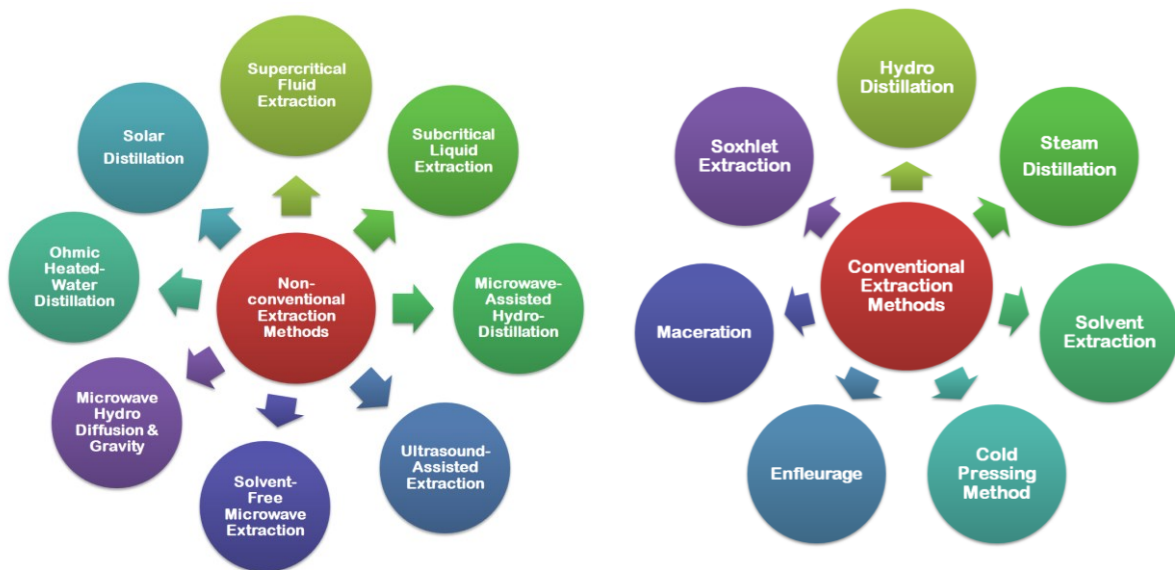 Supercritical
Fluid
Extraction
Subcritical
Liquid
Extraction
Microwave-
Assisted
Hydro-
Distillation
Ultrasound-
Assisted
Extraction
Solvent-
Free
Microwave
Extraction
Microwave
Hydro
Diffusion &
Gravity
Ohmic
Heated-
Water
Distillation
Solar
Distillation
Non-
conventional
Extraction
Methods
Hydro
Distillation
Steam
Distillation
Solvent
Extraction
Cold
Pressing
Method
Enfleurage
Maceration
Soxhlet
Extraction
Conventional
Extraction
Methods